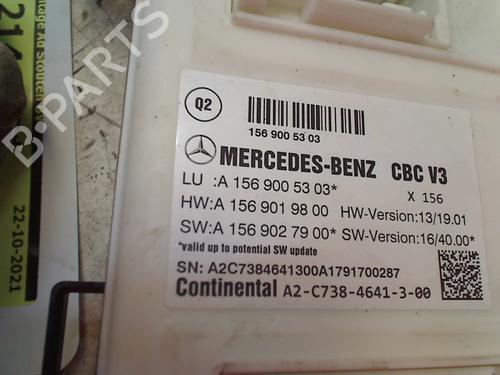 Q2
156 900 53 03
MERCEDES-BENZ CBC V3
LU :A 156 900 53 03* X 156
HW:A 156 901 98 00 HW-Version:13/19.01
SW:A 156 902 79 00* SW-Version:16/40.00*
*valid up to potential SW update
SN: A2C7384641300A1791700287
Continental A2-C738-4641-3-00
22-10-2021
B-PARTS